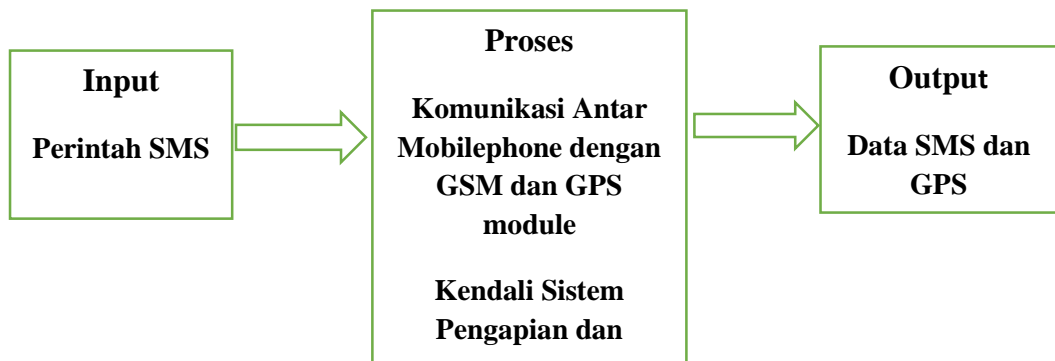 Input
Perintah SMS
Proses
Komunikasi Antar
Mobilephone dengan
GSM dan GPS
module
Kendali Sistem
Pengapian dan
Output
Data SMS dan
GPS